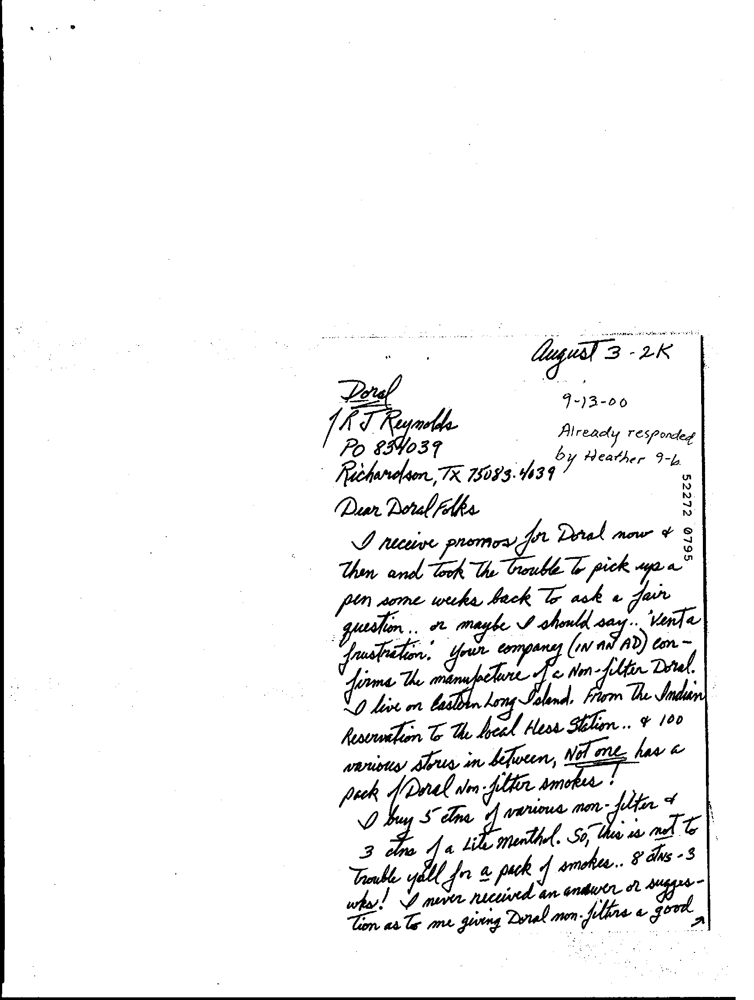 August 3 - 2K
Doral
% R J Reynolds
PO 834039
Richardson, TX 75083-4039
9-13-00
Already responded
by Heather 9-6
52272 0795
Dear Doral Folks
I receive promos for Doral now &
then and took the trouble to pick up a
pen some weeks back to ask a fair
question.. or maybe I should say.. 'vent a
frustration.' Your company (IN AN AD) con-
firms the manufacture of a Non-filter Doral.
I live on Eastern Long Island. From the Indian
Reservation to the local Hess Station.. & 100
various stores in between, Not one has a
pack of Doral Non-filter smokes!
I buy 5 ctns of various non-filter &
3 ctns of a Lite Menthol. So, this is not to
trouble y'all for a pack of smokes.. 8 ctns - 3
wks! I never received an answer or sugges-
tion as to me giving Doral non-filters a good